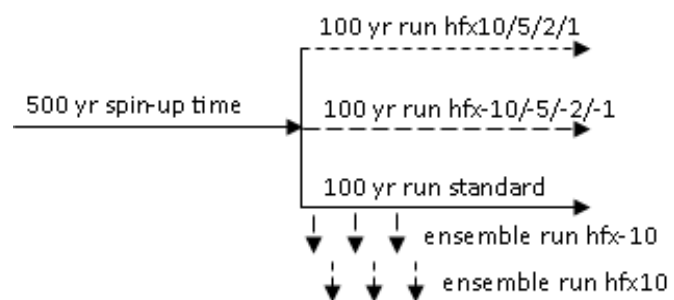 100 yr run hfx10/5/2/1
500 yr spin-up time
100 yr run hfx-10/-5/-2/-1
100 yr run standard
ensemble run hfx-10
ensemble run hfx10